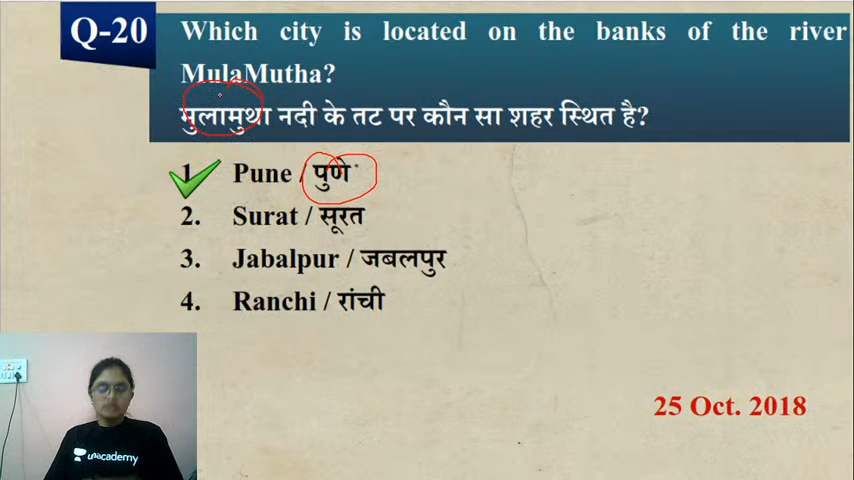 Q-20
Which city is located on the banks of the river
MulaMutha?
मुलामुथा नदी के तट पर कौन सा शहर स्थित है?
1 Pune / पुणे
2. Surat / सूरत
3. Jabalpur / जबलपुर
4. Ranchi / रांची
25 Oct. 2018
unacademy